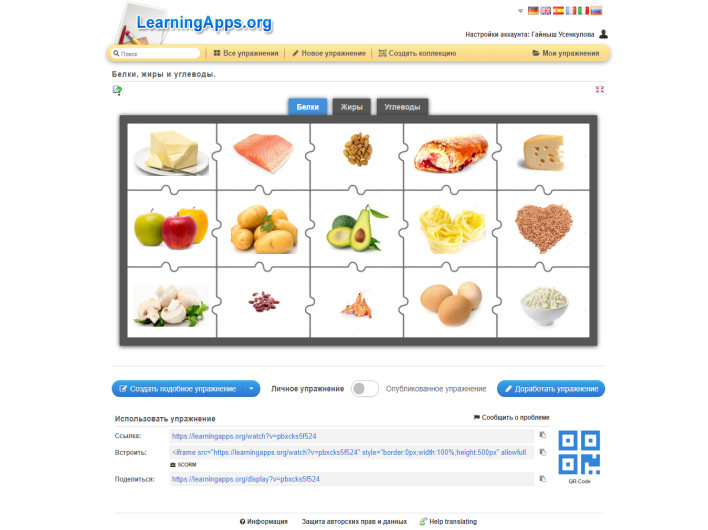 LearningApps.org
Настройки аккаунта: Гайныш Усенкулова
Поиск
Все упражнения
Новое упражнение
Создать коллекцию
Мои упражнения
Белки, жиры и углеводы.
Белки
Жиры
Углеводы
Создать подобное упражнение
Личное упражнение
Опубликованное упражнение
Доработать упражнение
Использовать упражнение
Сообщить о проблеме
Ссылка:
https://learningapps.org/watch?v=pbxcks5f524
Встроить:
<iframe src="https://learningapps.org/watch?v=pbxcks5f524" style="border:0px;width:100%;height:500px" allowfull
SCORM
Поделиться:
https://learningapps.org/display?v=pbxcks5f524
QR-Code
Информация
Защита авторских прав и данных
Help translating